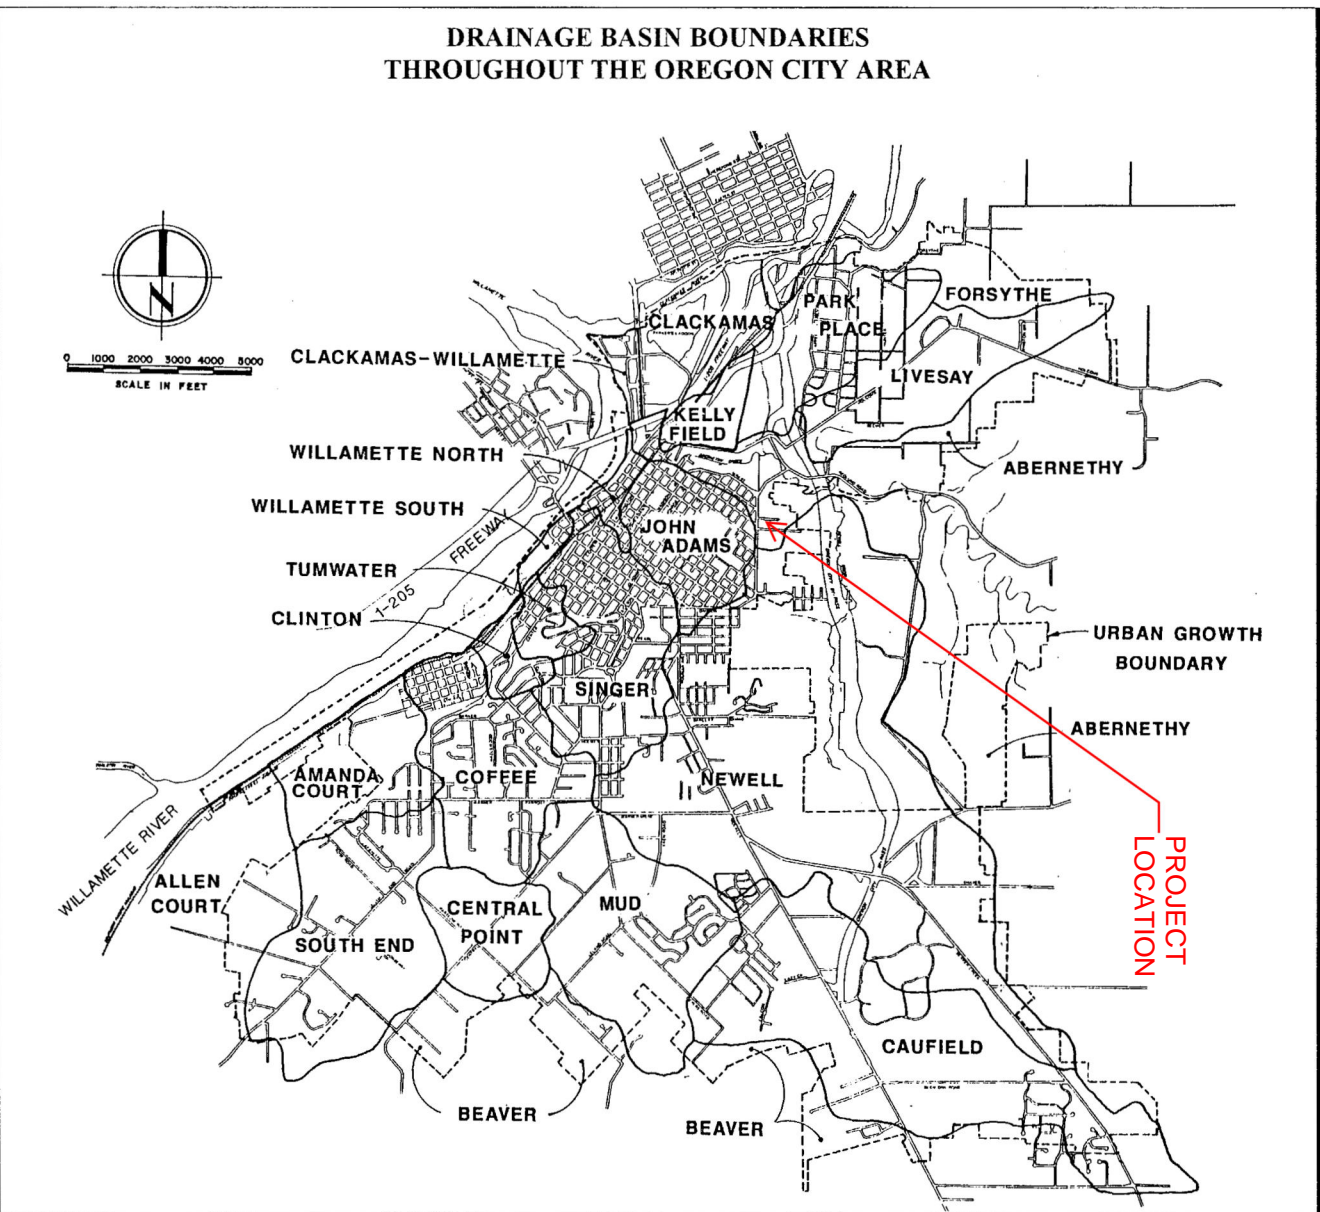 DRAINAGE BASIN BOUNDARIES
THROUGHOUT THE OREGON CITY AREA
N
0 1000 2000 3000 4000 5000
SCALE IN FEET
CLACKAMAS
PARK
PLACE
FORSYTHE
CLACKAMAS-WILLAMETTE
LIVESAY
KELLY
FIELD
WILLAMETTE NORTH
ABERNETHY
WILLAMETTE SOUTH
I-205 FREEWAY
JOHN
ADAMS
TUMWATER
CLINTON
URBAN GROWTH
BOUNDARY
SINGER
ABERNETHY
AMANDA
COURT
COFFEE
NEWELL
WILLAMETTE RIVER
PROJECT
LOCATION
ALLEN
COURT
CENTRAL
POINT
MUD
SOUTH END
CAUFIELD
BEAVER
BEAVER